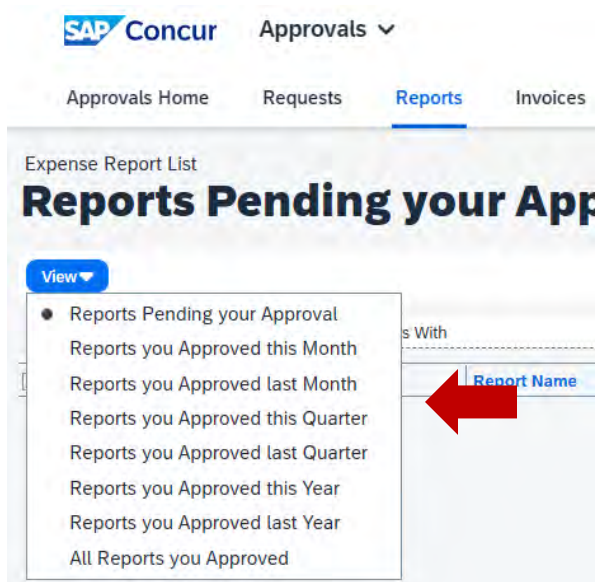 SAP Concur Approvals
Approvals Home Requests Reports Invoices
Expense Report List
Reports Pending your App
View
Reports Pending your Approval
s With
Reports you Approved this Month
Reports you Approved last Month
Report Name
Reports you Approved this Quarter
Reports you Approved last Quarter
Reports you Approved this Year
Reports you Approved last Year
All Reports you Approved